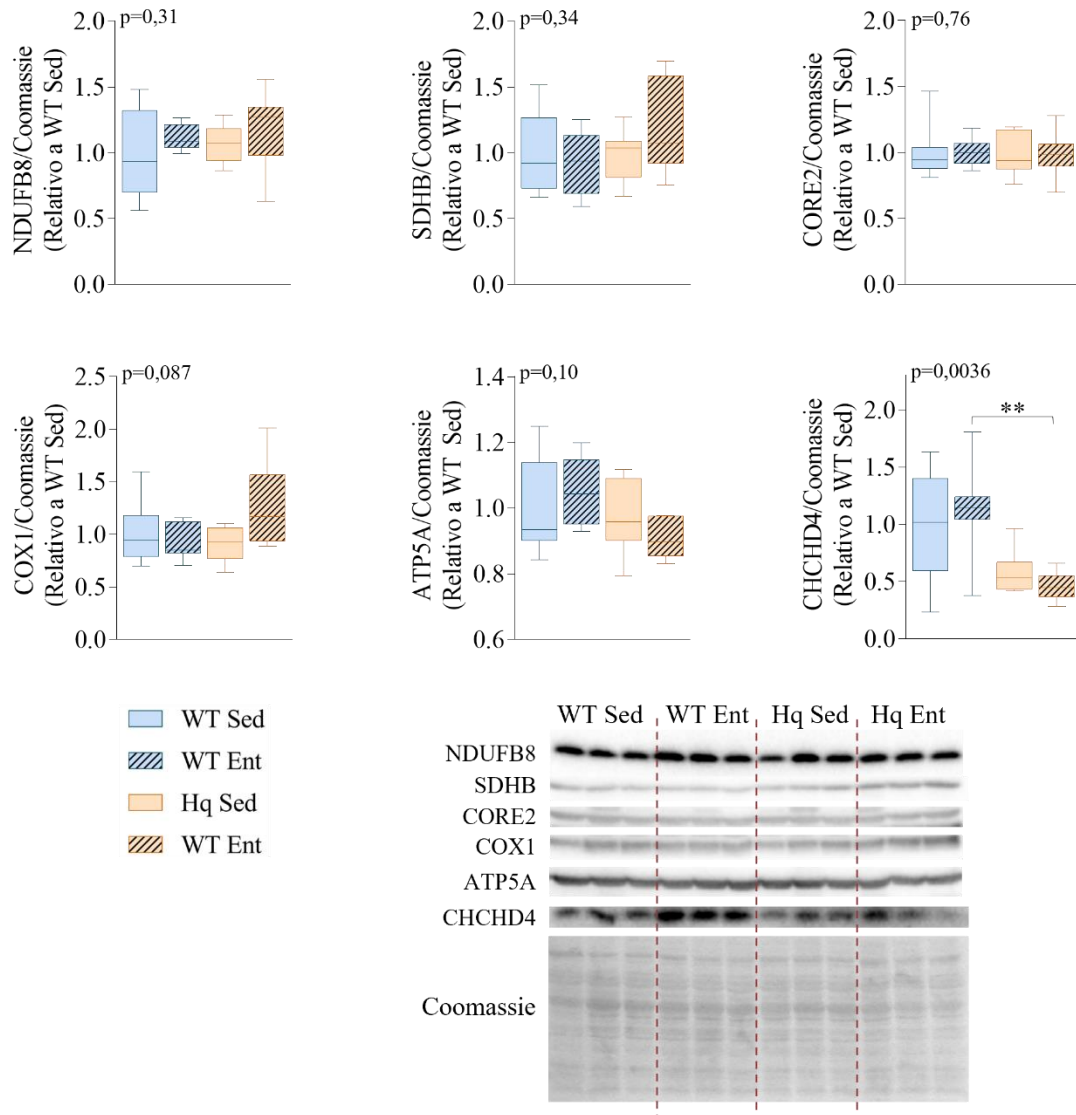 p=0,31
NDUFB8/Coomassie
(Relativo a WT Sed)
2.0
1.5
1.0
0.5
0.0
p=0,34
SDHB/Coomassie
(Relativo a WT Sed)
2.0
1.5
1.0
0.5
0.0
p=0,76
CORE2/Coomassie
(Relativo a WT Sed)
2.0
1.5
1.0
0.5
0.0
p=0,087
COX1/Coomassie
(Relativo a WT Sed)
2.5
2.0
1.5
1.0
0.5
0.0
p=0,10
ATP5A/Coomassie
(Relativo a WT Sed)
1.4
1.2
1.0
0.8
0.6
p=0,0036
CHCHD4/Coomassie
(Relativo a WT Sed)
2.0
1.5
1.0
0.5
0.0
**
WT Sed
WT Ent
Hq Sed
WT Ent
WT Sed WT Ent Hq Sed Hq Ent
NDUFB8
SDHB
CORE2
COX1
ATP5A
CHCHD4
Coomassie